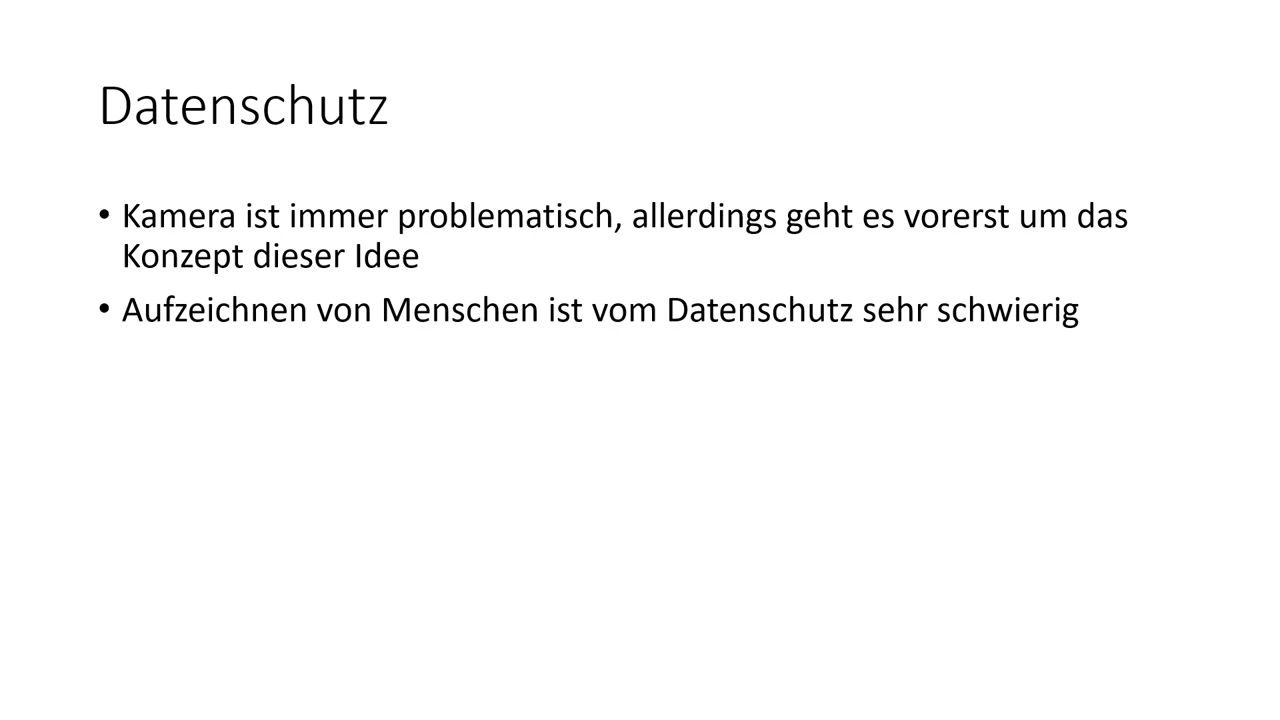 Datenschutz
• Kamera ist immer problematisch, allerdings geht es vorerst um das
Konzept dieser Idee
• Aufzeichnen von Menschen ist vom Datenschutz sehr schwierig